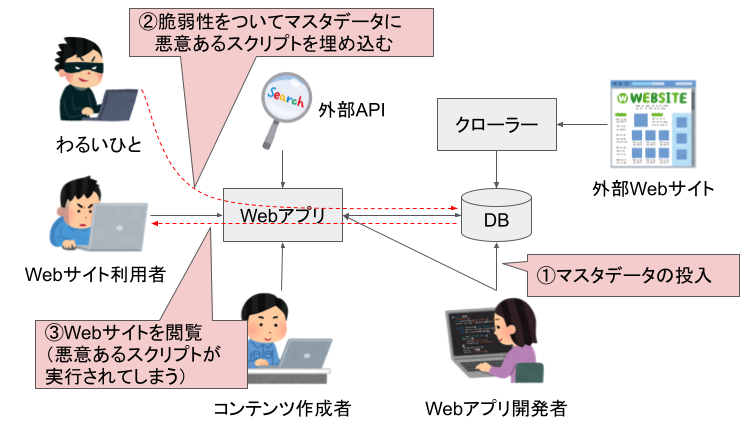 ②脆弱性をついてマスタデータに
悪意あるスクリプトを埋め込む
わるいひと
Search
外部API
クローラー
WEBSITE
外部Webサイト
Webアプリ
DB
Webサイト利用者
①マスタデータの投入
③Webサイトを閲覧
（悪意あるスクリプトが
実行されてしまう）
コンテンツ作成者
Webアプリ開発者